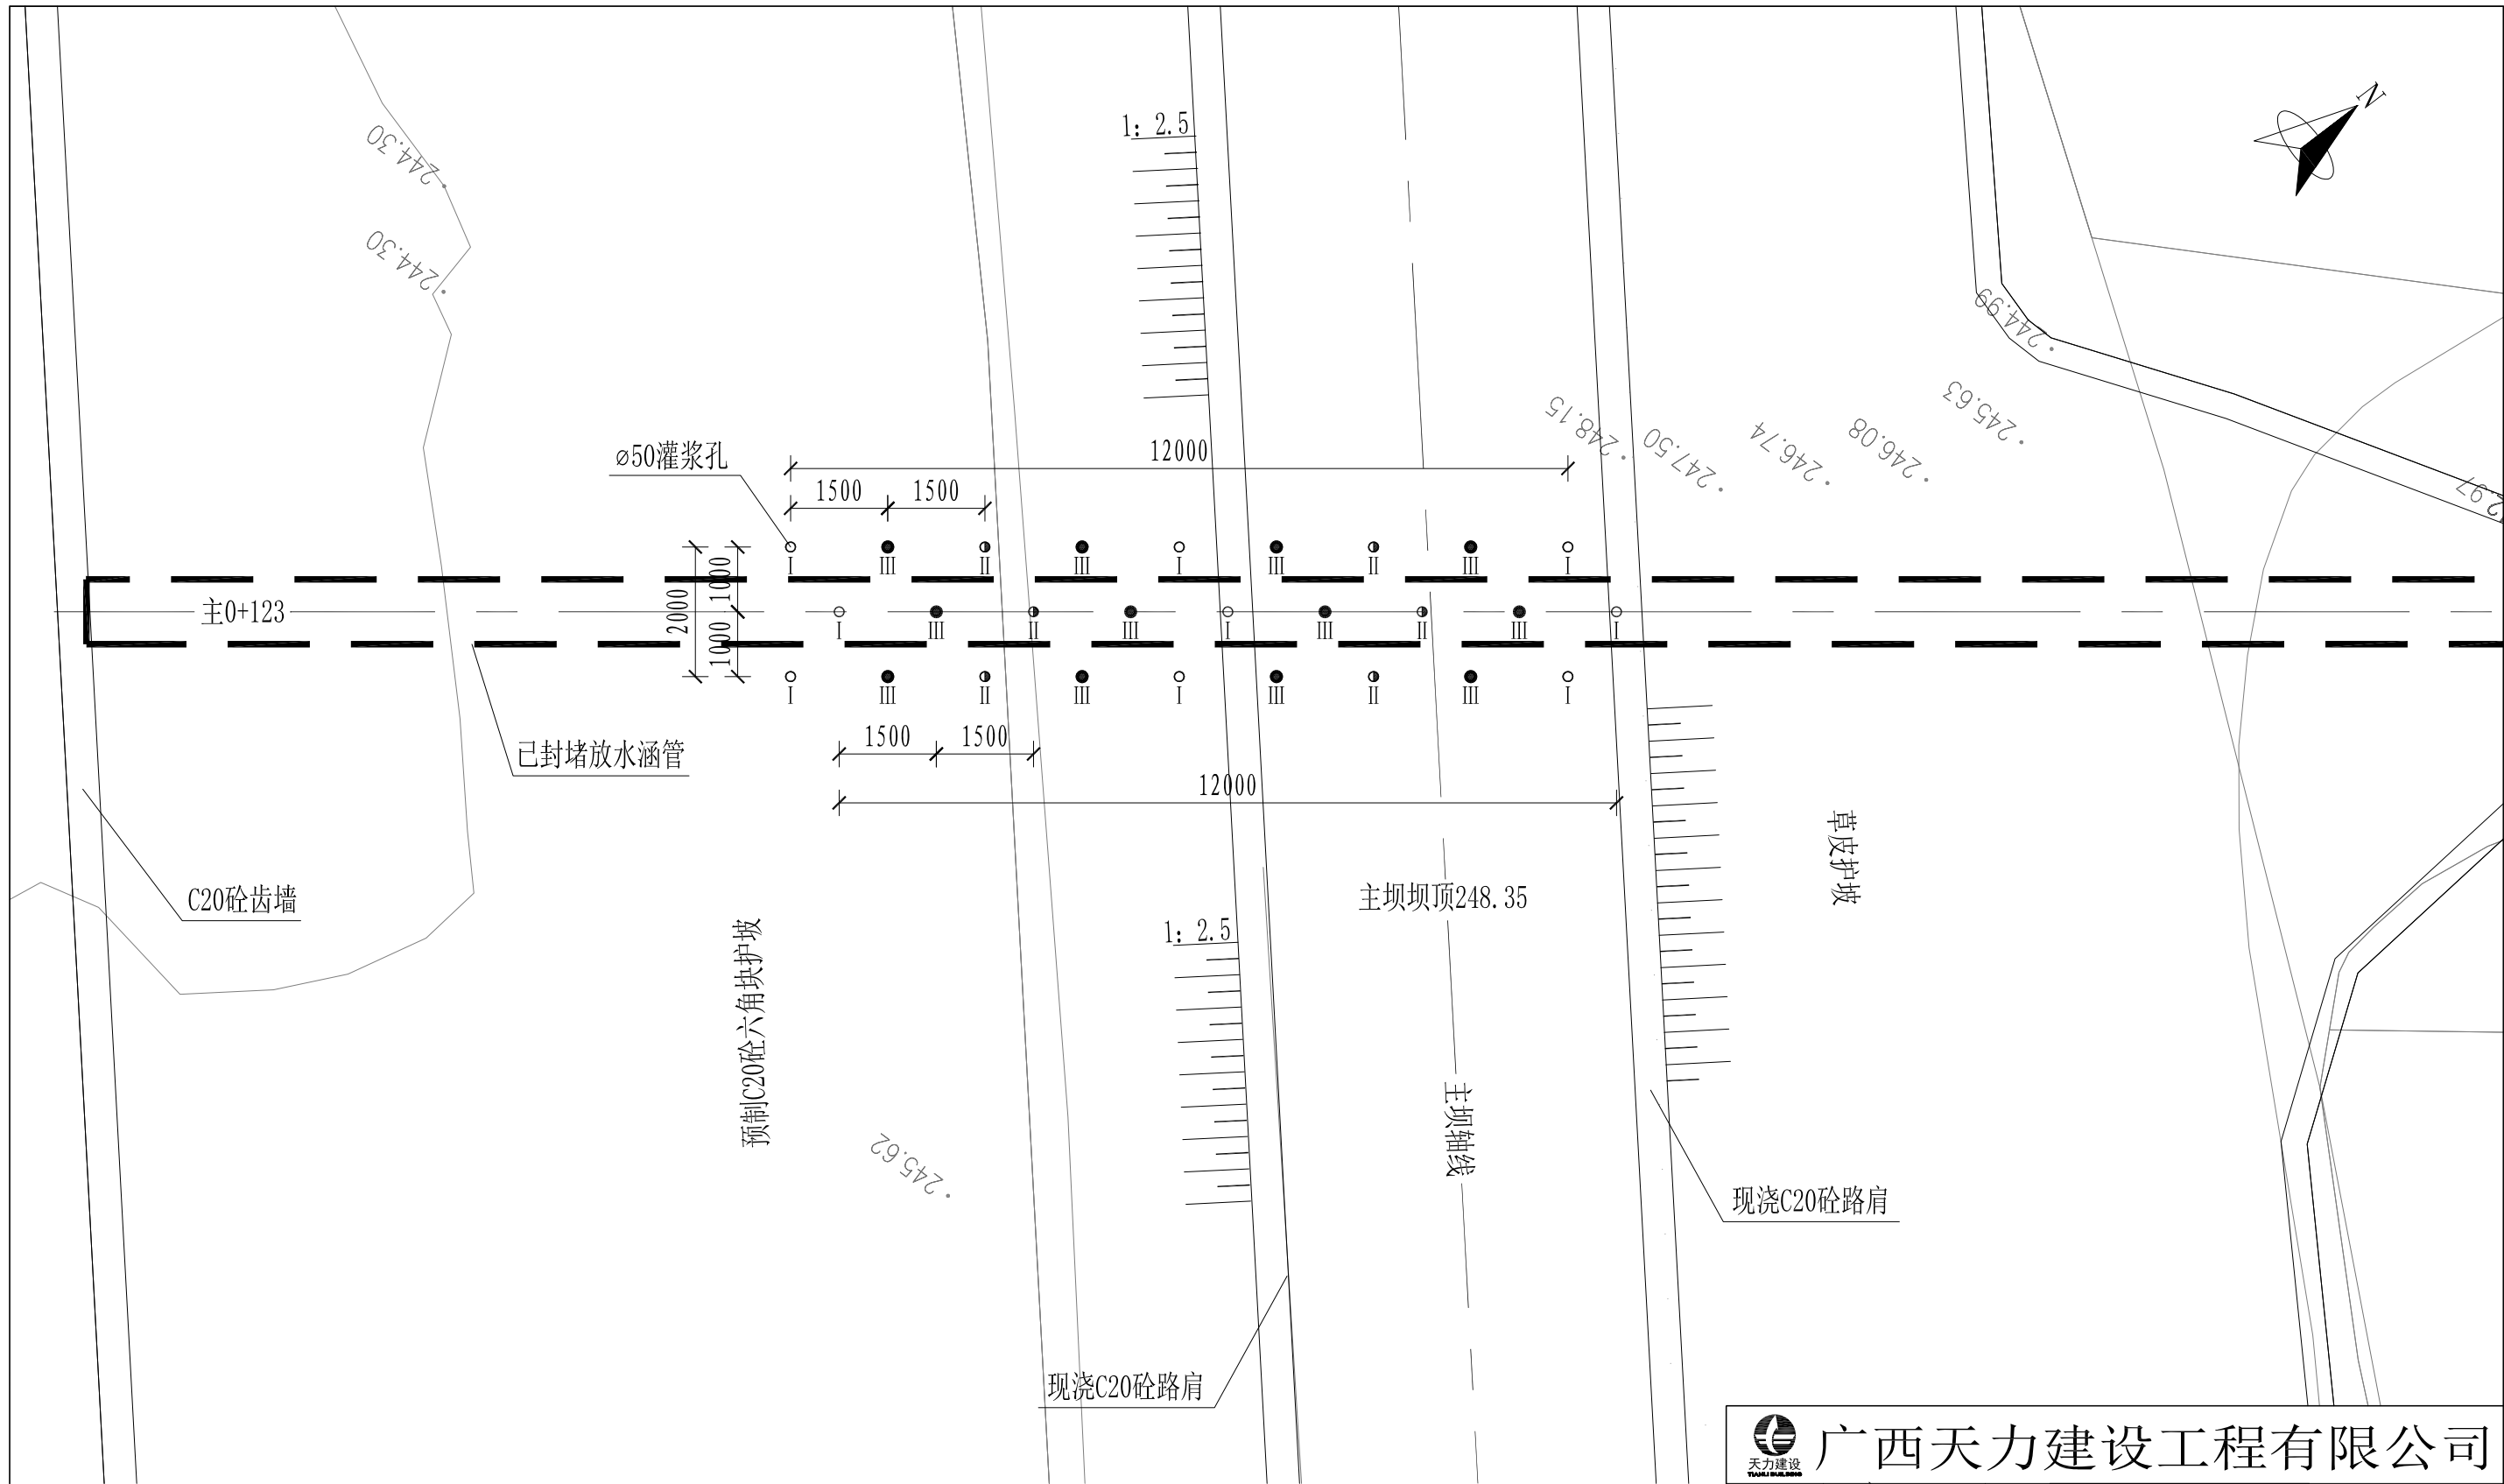 244.30
244.30
1: 2.5
N
244.99
245.63
246.08
246.74
247.50
248.15
12000
ø50灌浆孔
1500 1500
I III II III I III II III I
1000
2000
1000
主0+123
I III II III I III II III I
I III II III I III II III I
1500 1500
已封堵放水涵管
12000
草皮护坡
C20砼齿墙
主坝坝顶248.35
预制C20砼六角块护坡
1: 2.5
主坝轴线
245.62
现浇C20砼路肩
现浇C20砼路肩
天力建设
TIANLI BUILDING
广西天力建设工程有限公司